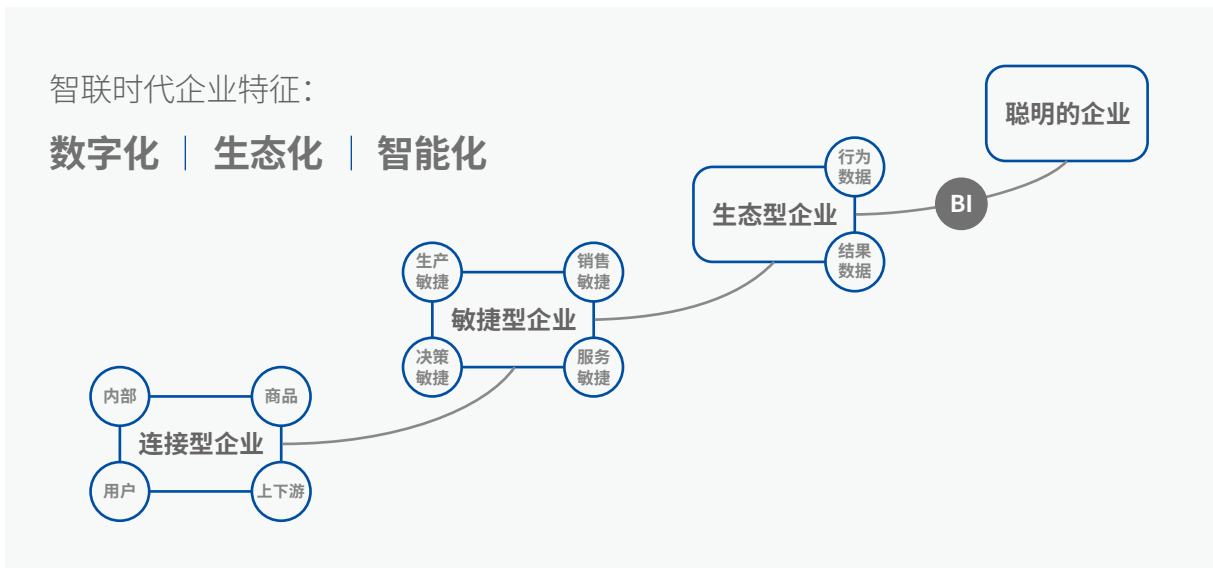 智联时代企业特征：
数字化｜生态化｜智能化
聪明的企业
BI
行为
数据
生态型企业
结果
数据
生产
敏捷
销售
敏捷
敏捷型企业
决策
敏捷
服务
敏捷
内部
商品
连接型企业
用户
上下游